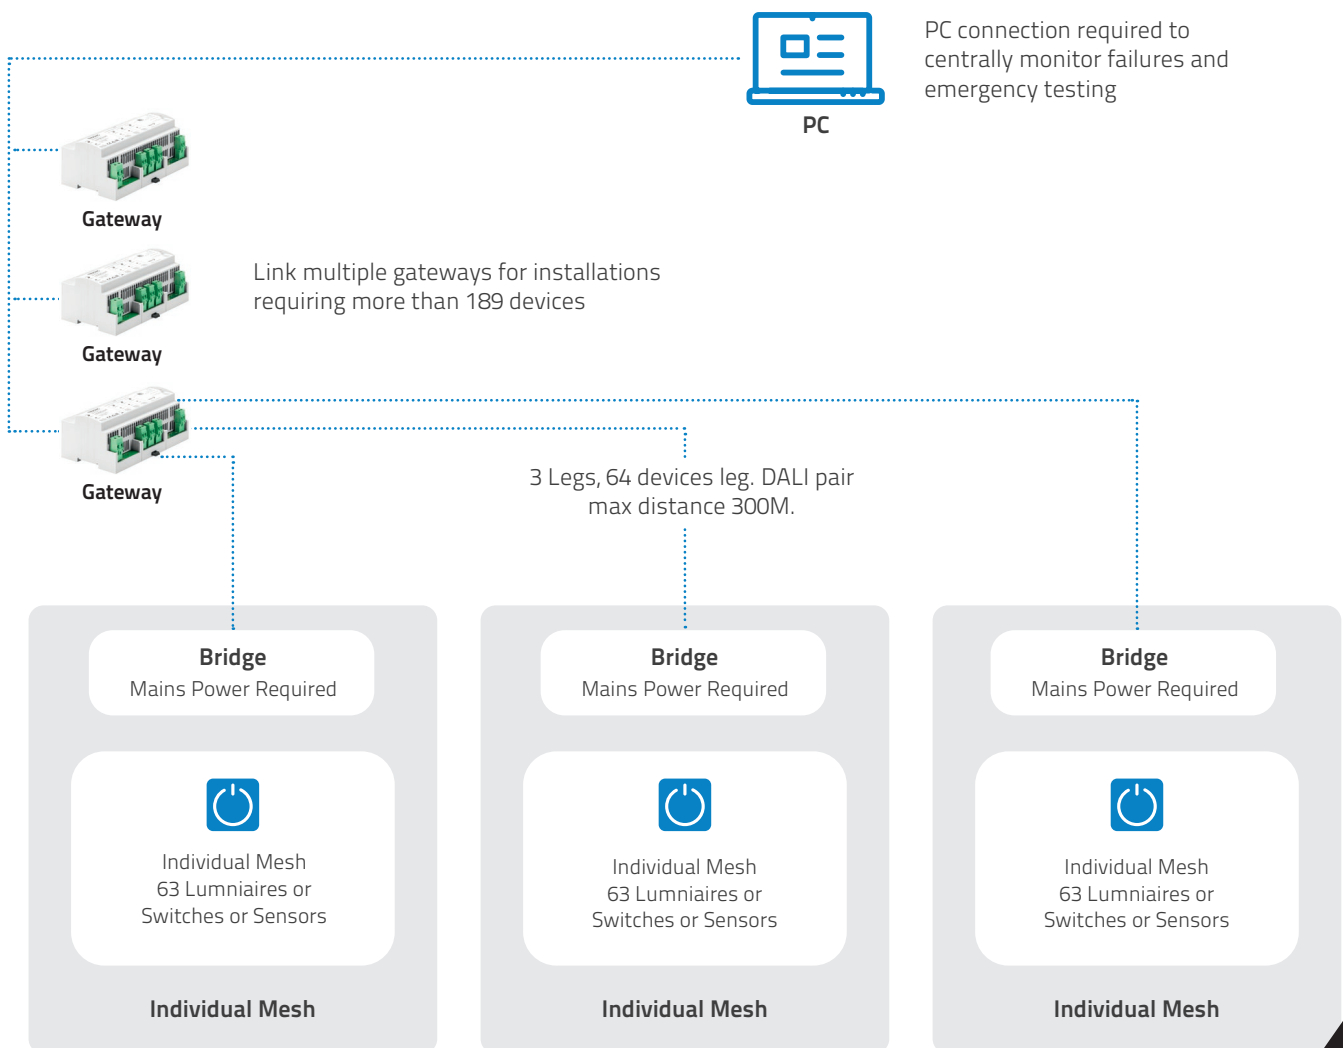 PC connection required to
centrally monitor failures and
emergency testing
PC
Gateway
Link multiple gateways for installations
requiring more than 189 devices
Gateway
Gateway
3 Legs, 64 devices leg. DALI pair
max distance 300M.
Bridge
Mains Power Required
Individual Mesh
63 Lumniaires or
Switches or Sensors
Individual Mesh
Bridge
Mains Power Required
Individual Mesh
63 Lumniaires or
Switches or Sensors
Individual Mesh
Bridge
Mains Power Required
Individual Mesh
63 Lumniaires or
Switches or Sensors
Individual Mesh